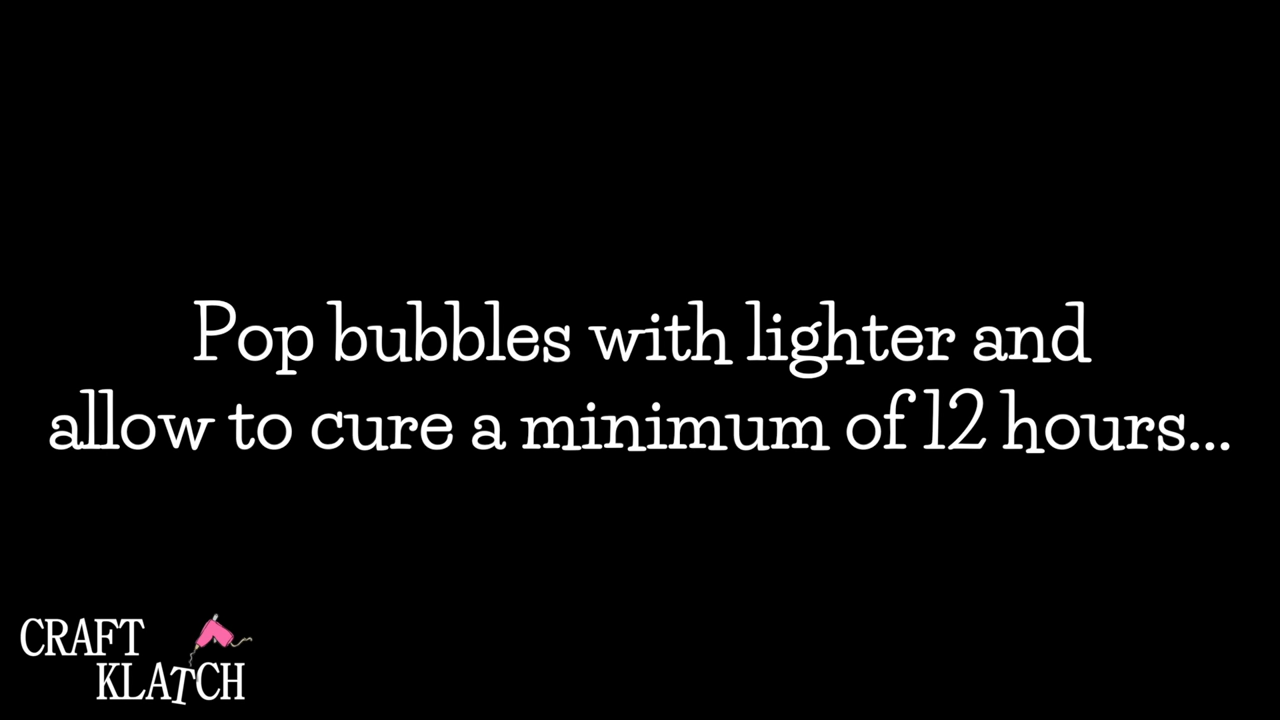 Pop bubbles with lighter and
allow to cure a minimum of 12 hours...
CRAFT
KLATCH